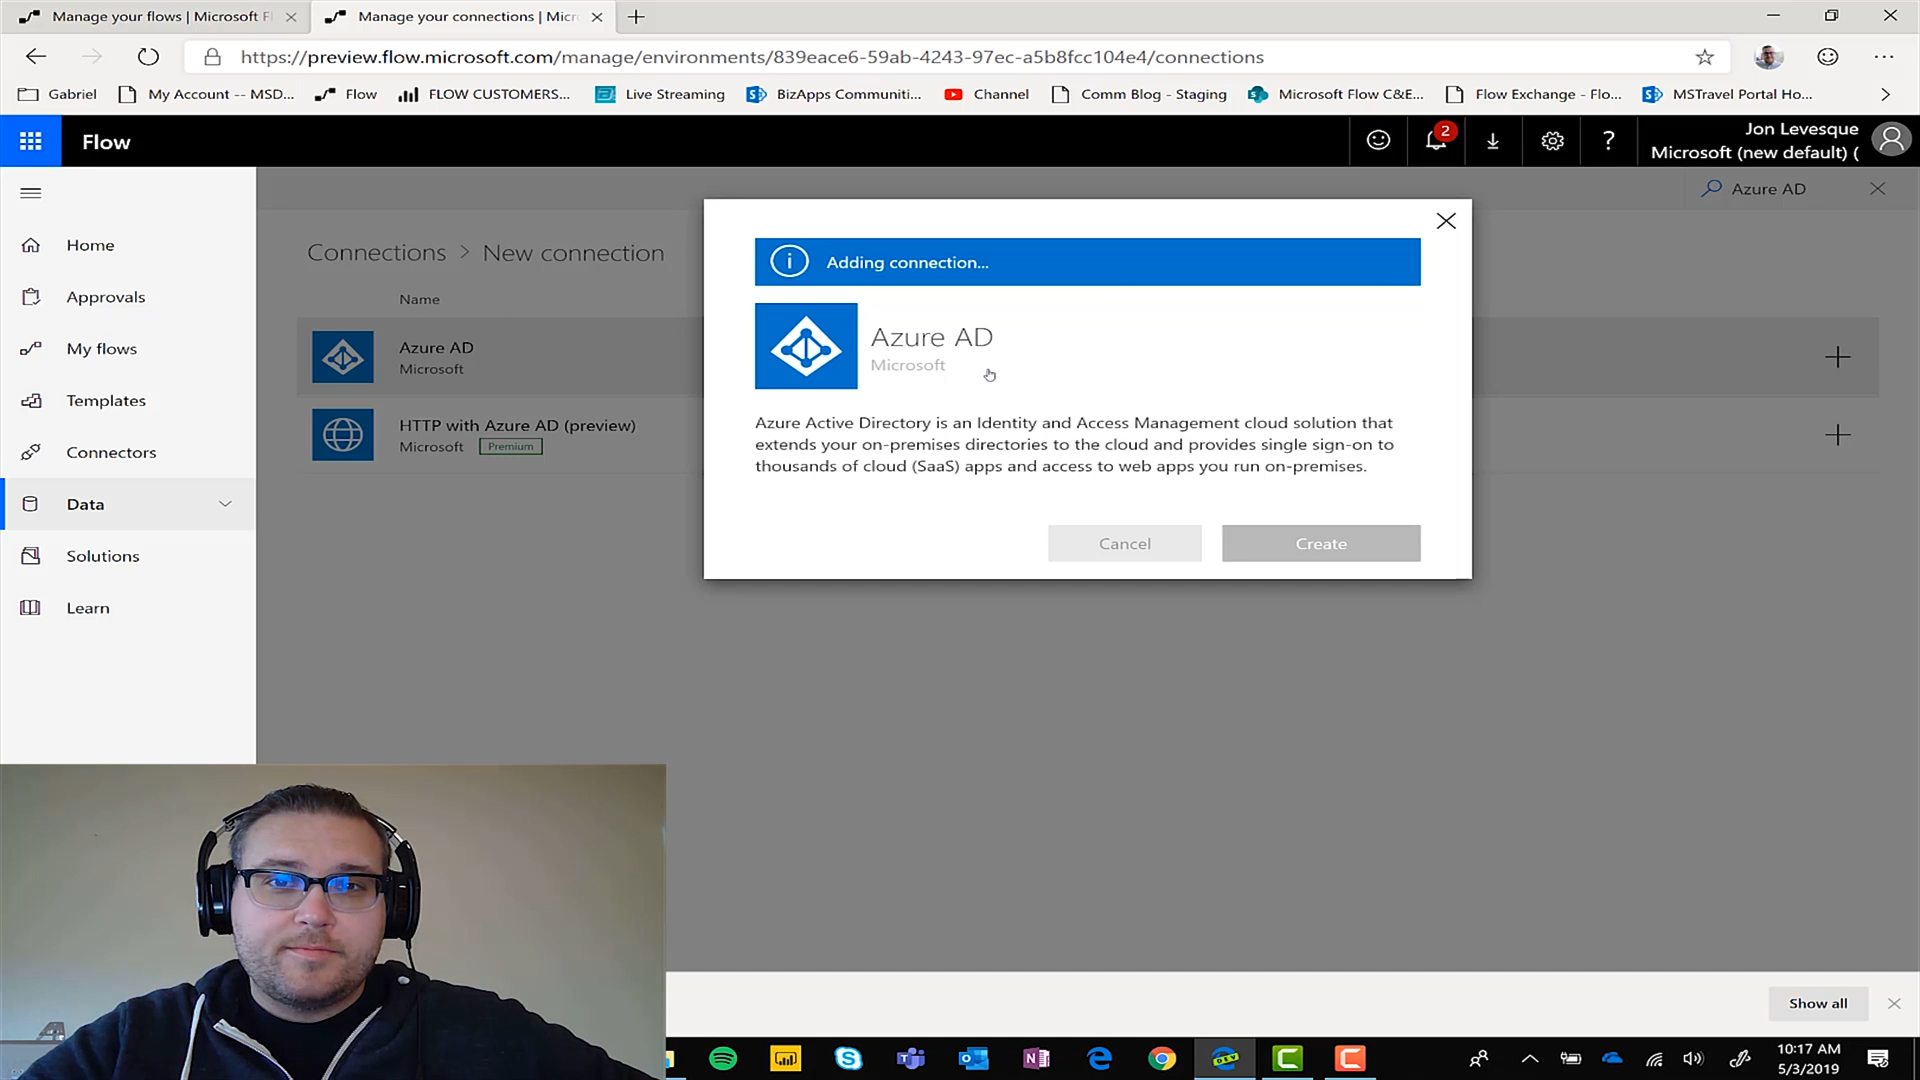 Manage your flows | Microsoft Fl
Manage your connections | Micr
https://preview.flow.microsoft.com/manage/environments/839eace6-59ab-4243-97ec-a5b8fcc104e4/connections
Gabriel
My Account -- MSD...
Flow
FLOW CUSTOMERS...
Live Streaming
BizApps Communiti...
Channel
Comm Blog - Staging
Microsoft Flow C&E...
Flow Exchange - Flo...
MSTravel Portal Ho...
Flow
2
?
Jon Levesque
Microsoft (new default) (
Azure AD
Home
Approvals
My flows
Templates
Connectors
Data
Solutions
Learn
Connections > New connection
Name
Azure AD
Microsoft
HTTP with Azure AD (preview)
Microsoft Premium
Adding connection...
Azure AD
Microsoft
Azure Active Directory is an Identity and Access Management cloud solution that
extends your on-premises directories to the cloud and provides single sign-on to
thousands of cloud (SaaS) apps and access to web apps you run on-premises.
Cancel
Create
Show all
DEV
10:17 AM
5/3/2019